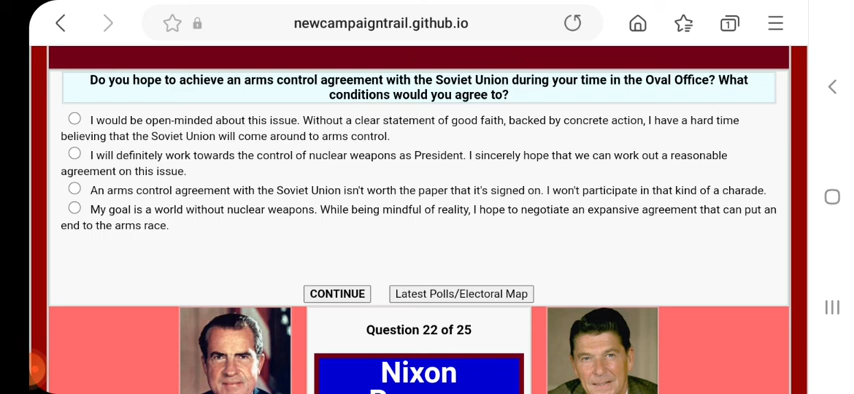 newcampaigntrail.github.io
1
Do you hope to achieve an arms control agreement with the Soviet Union during your time in the Oval Office? What
conditions would you agree to?
I would be open-minded about this issue. Without a clear statement of good faith, backed by concrete action, I have a hard time
believing that the Soviet Union will come around to arms control.
I will definitely work towards the control of nuclear weapons as President. I sincerely hope that we can work out a reasonable
agreement on this issue.
An arms control agreement with the Soviet Union isn't worth the paper that it's signed on. I won't participate in that kind of a charade.
My goal is a world without nuclear weapons. While being mindful of reality, I hope to negotiate an expansive agreement that can put an
end to the arms race.
CONTINUE
Latest Polls/Electoral Map
Question 22 of 25
Nixon